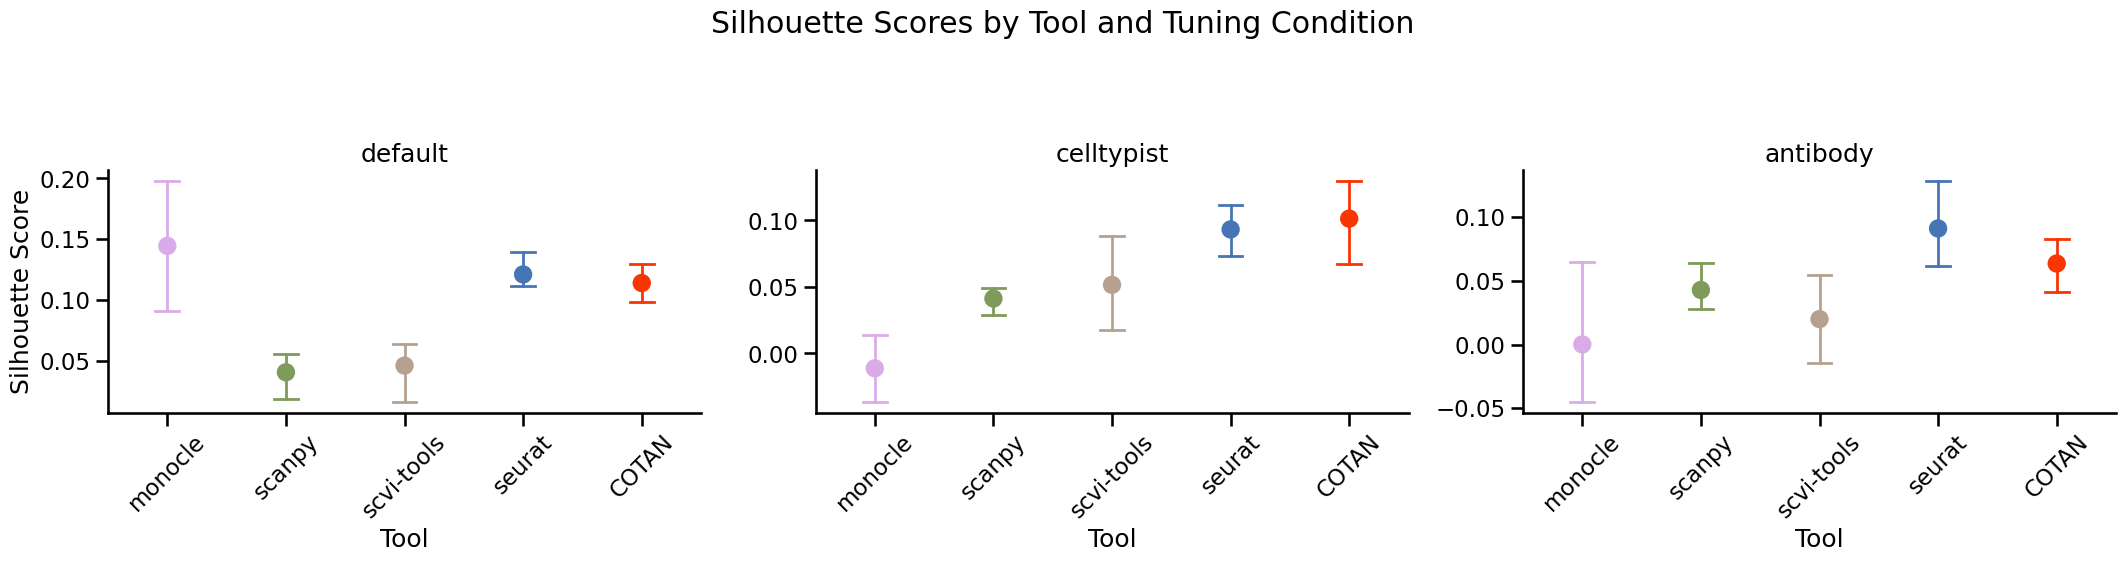 Silhouette Scores by Tool and Tuning Condition
default
Silhouette Score
0.20
0.15
0.10
0.05
monocle
scanpy
scvi-tools
seurat
COTAN
Tool
celltypist
0.10
0.05
0.00
monocle
scanpy
scvi-tools
seurat
COTAN
Tool
antibody
0.10
0.05
0.00
−0.05
monocle
scanpy
scvi-tools
seurat
COTAN
Tool